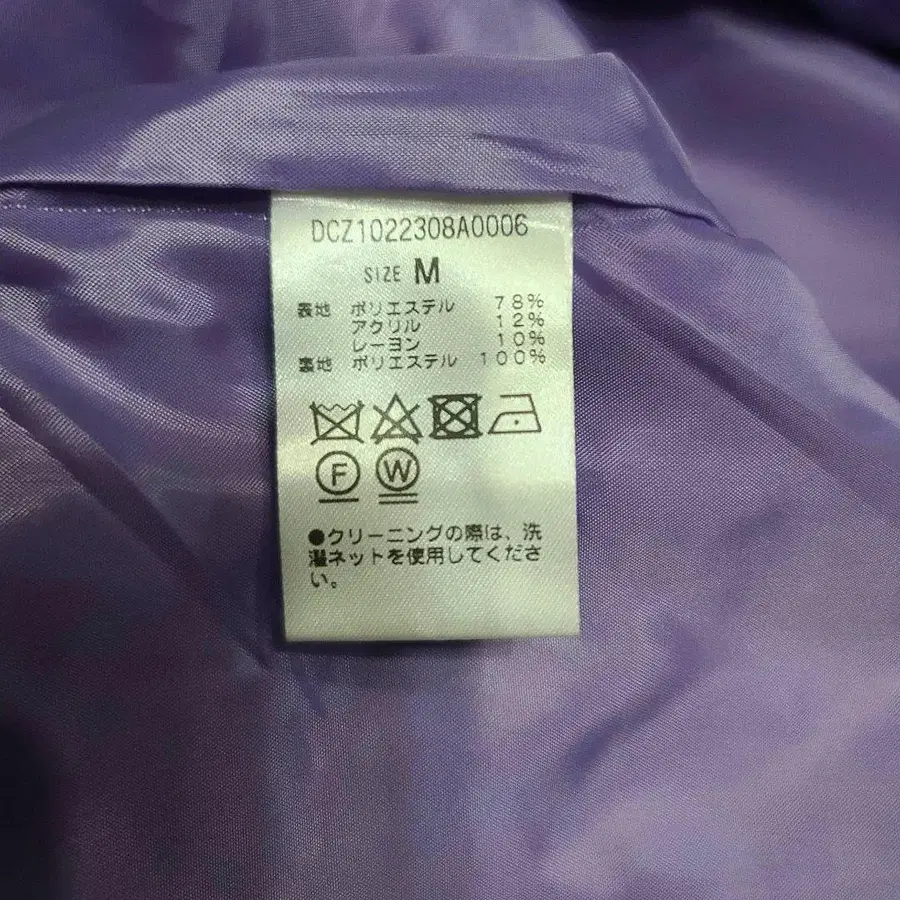 DCZ1022308A0006
SIZE M
表地 ポリエステル 78%
アクリル 12%
レーヨン 10%
裏地 ポリエステル 100%
F W
●クリーニングの際は、洗
濯ネットを使用してくださ
い。